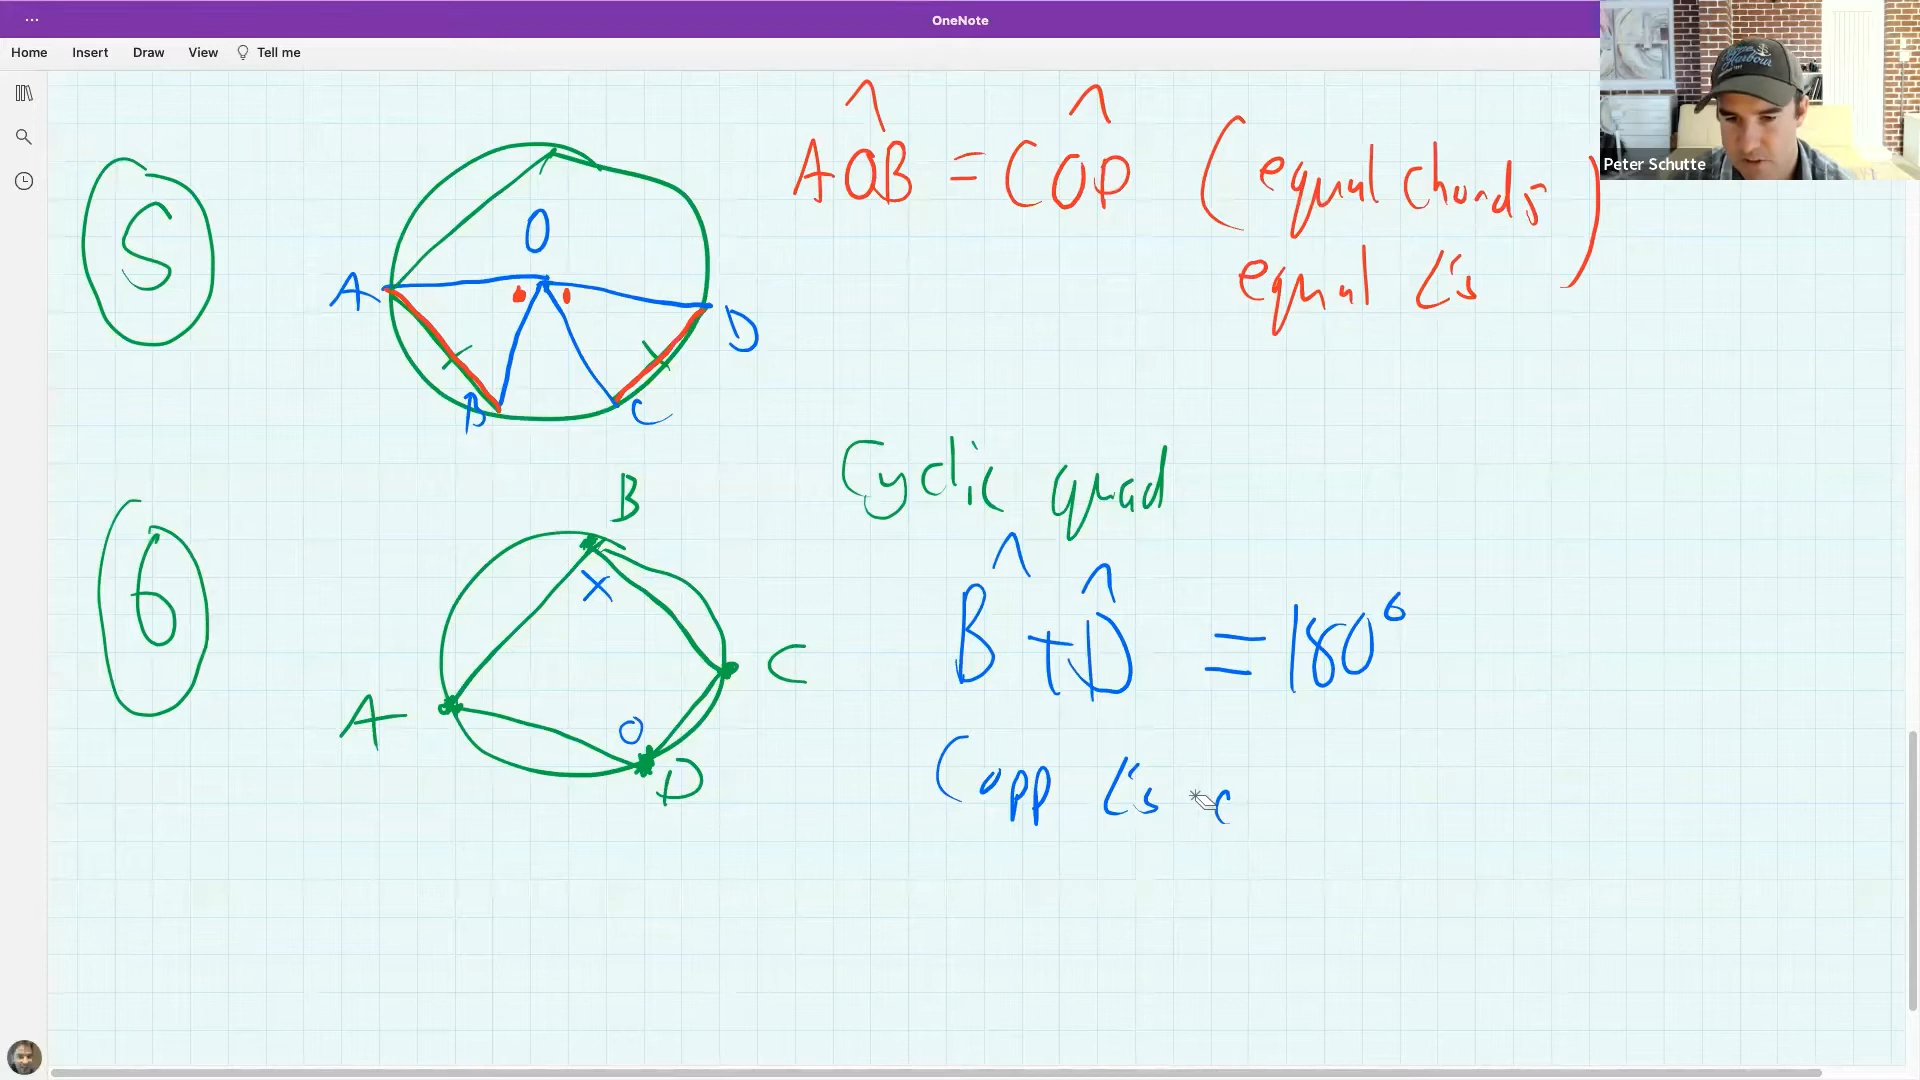 OneNote
Home Insert Draw View Tell me
Peter Schutte
5
O
A
B
C
D
AÔB = CÔD (equal chords
equal ∠'s)
6
B
X
A
C
O
D
Cyclic quad
B̂ + D̂ = 180°
(opp ∠'s c